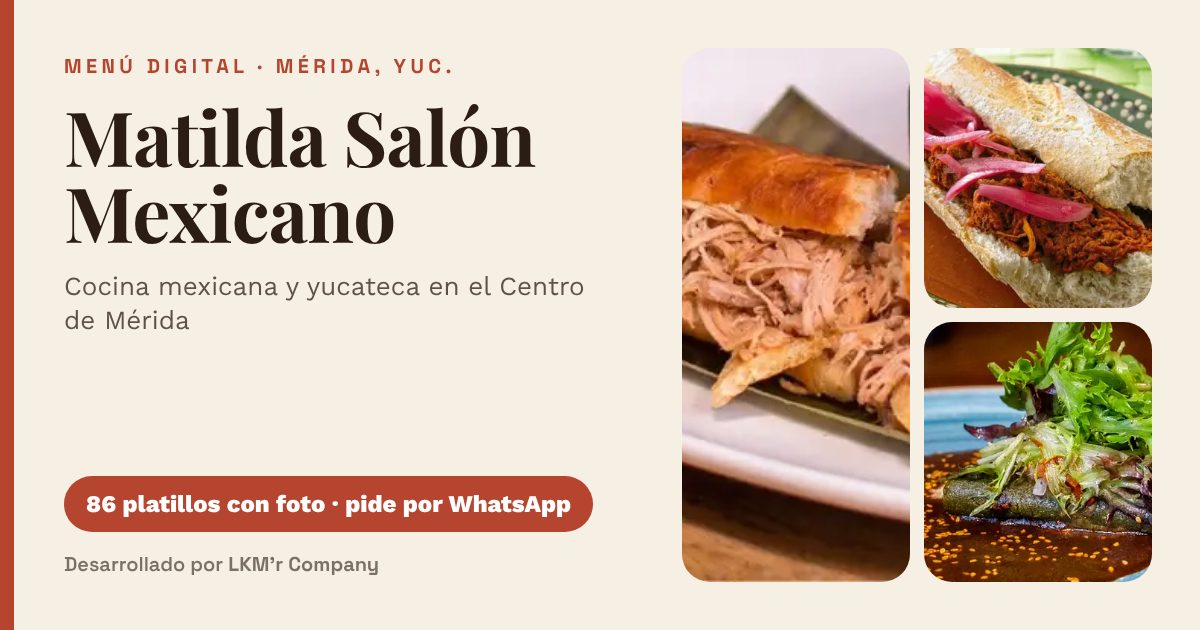 MENÚ DIGITAL · MÉRIDA, YUC.
Matilda Salón
Mexicano
Cocina mexicana y yucateca en el Centro
de Mérida
86 platillos con foto · pide por WhatsApp
Desarrollado por LKM’r Company